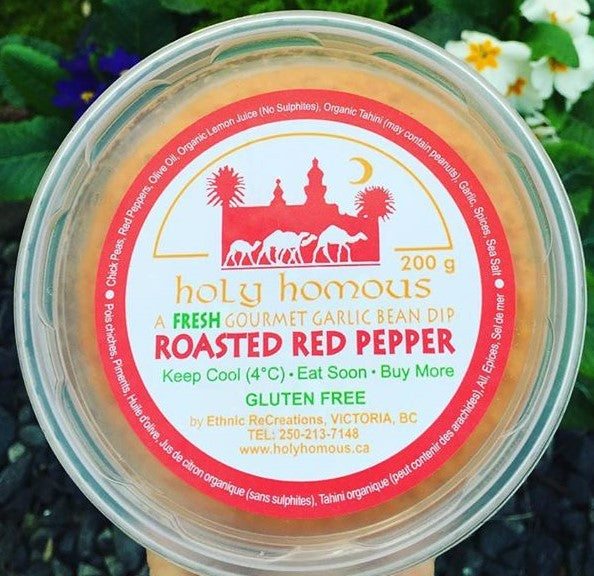 Chick Peas, Red Peppers, Olive Oil, Organic Lemon Juice (No Sulphites), Organic Tahini (may contain peanuts), Garlic, Spices, Sea Salt •
200 g
holy homous
A FRESH GOURMET GARLIC BEAN DIP
ROASTED RED PEPPER
Keep Cool (4°C) • Eat Soon • Buy More
GLUTEN FREE
by Ethnic ReCreations, VICTORIA, BC
TEL: 250-213-7148
www.holyhomous.ca
Pois chiches, Piments, Huile d'olive, Jus de citron organique (sans sulphites), Tahini organique (peut contenir des arachides), Ail, Epices, Sel de mer •